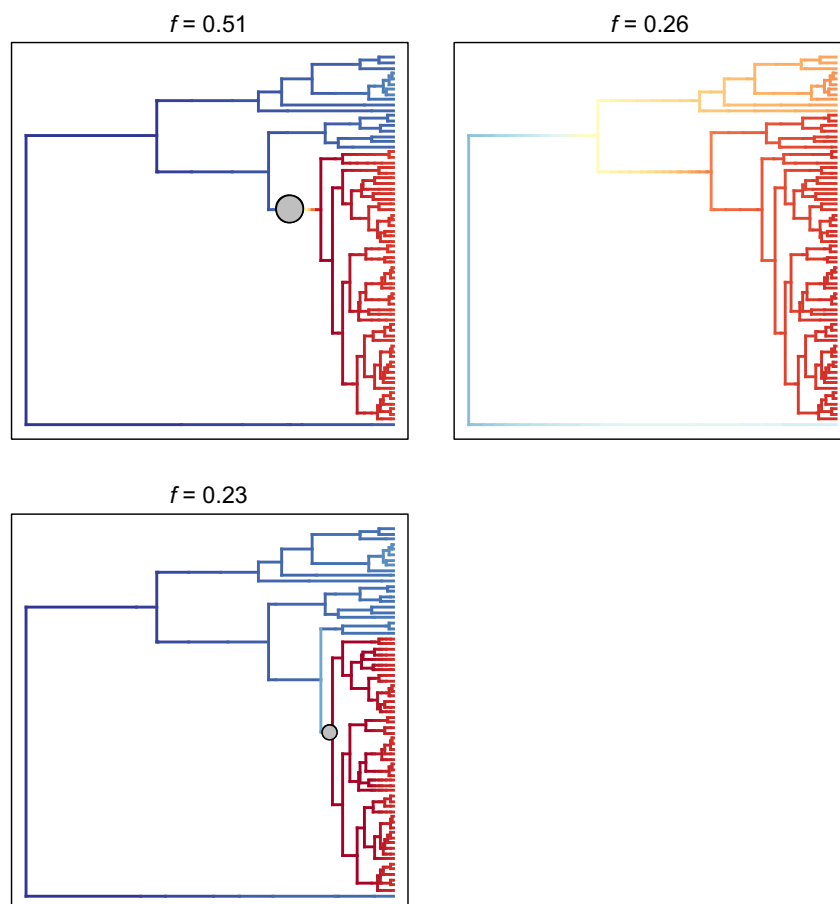 f = 0.51
f = 0.26
f = 0.23